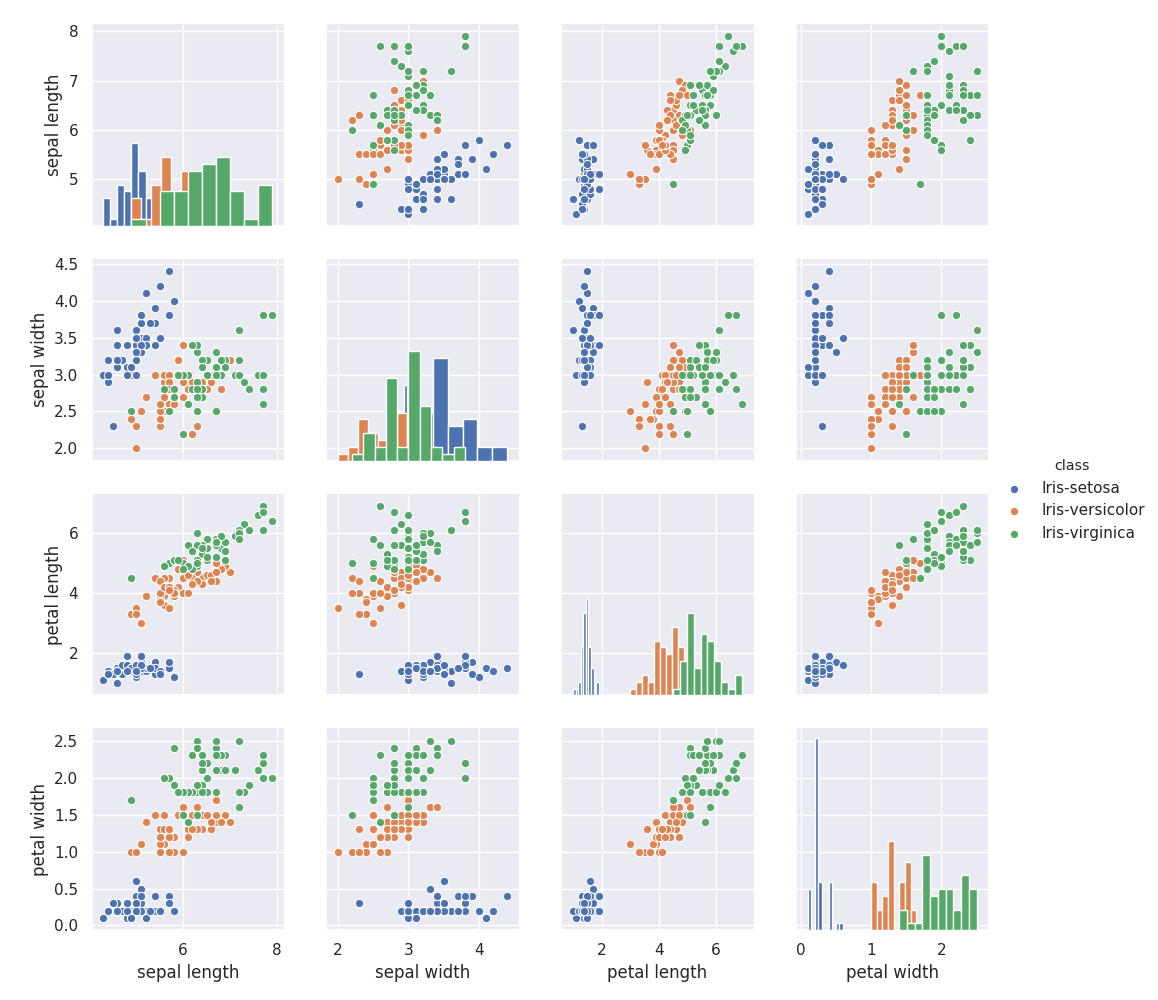 8
7
6
5
sepal length
4.5
4.0
3.5
3.0
2.5
2.0
sepal width
6
4
2
petal length
2.5
2.0
1.5
1.0
0.5
0.0
petal width
6 8
sepal length
2 3 4
sepal width
2 4 6
petal length
0 1 2
petal width
class
Iris-setosa
Iris-versicolor
Iris-virginica